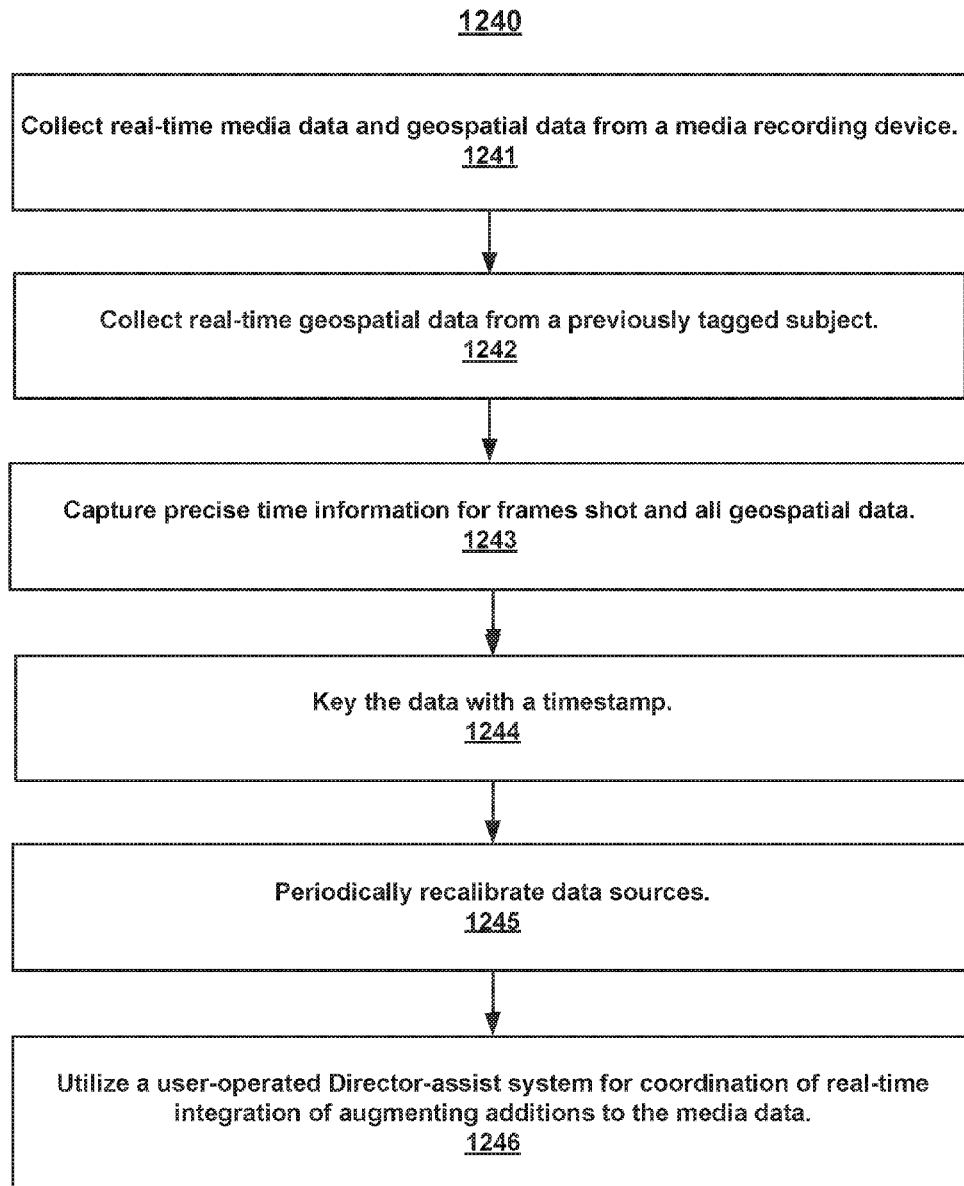 1240
Collect real-time media data and geospatial data from a media recording device.
1241
Collect real-time geospatial data from a previously tagged subject.
1242
Capture precise time information for frames shot and all geospatial data.
1243
Key the data with a timestamp.
1244
Periodically recalibrate data sources.
1245
Utilize a user-operated Director-assist system for coordination of real-time
integration of augmenting additions to the media data.
1246